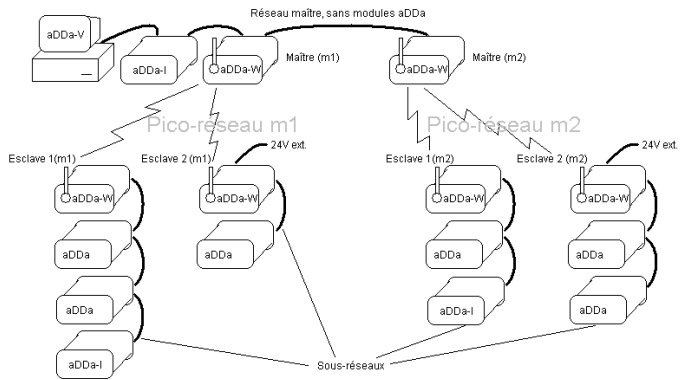 Réseau maître, sans modules aDDa
aDDa-V
aDDa-I
aDDa-W
Maître (m1)
aDDa-W
Maître (m2)
Pico-réseau m1
Pico-réseau m2
Esclave 1(m1)
Esclave 2 (m1)
24V ext.
Esclave 1(m2)
Esclave 2 (m2)
24V ext.
aDDa-W
aDDa-W
aDDa-W
aDDa-W
aDDa
aDDa
aDDa
aDDa
aDDa
aDDa-I
aDDa
aDDa-I
Sous-réseaux